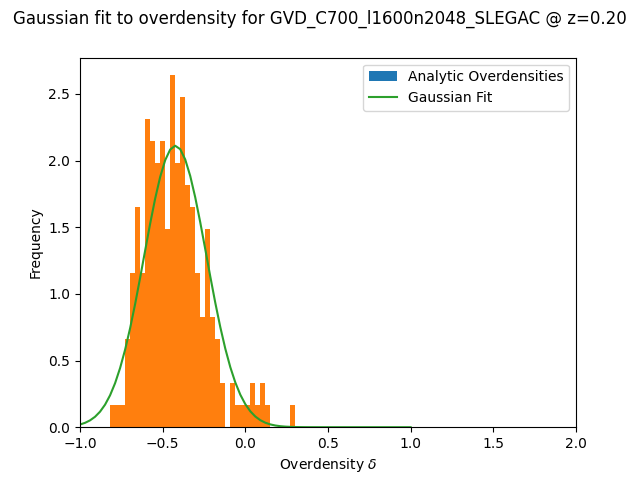 Gaussian fit to overdensity for GVD_C700_l1600n2048_SLEGAC @ z=0.20
Analytic Overdensities
Gaussian Fit
Frequency
2.5
2.0
1.5
1.0
0.5
0.0
−1.0 −0.5 0.0 0.5 1.0 1.5 2.0
Overdensity δ